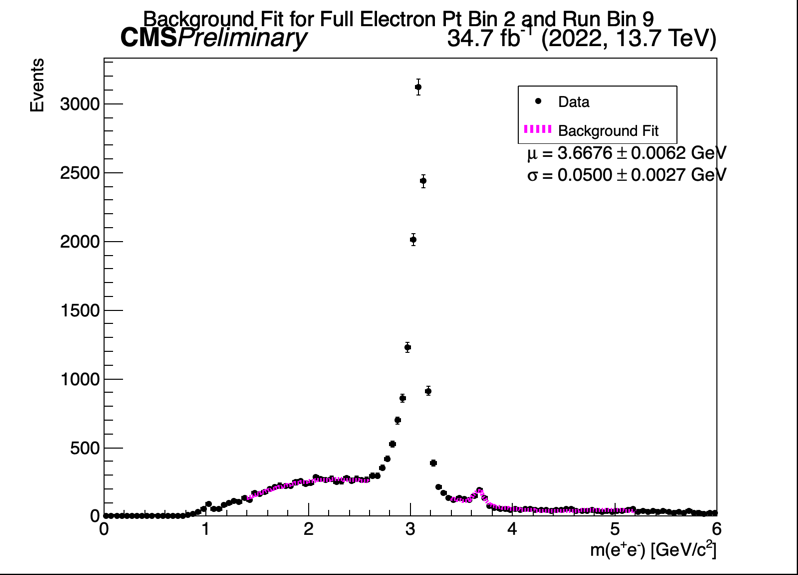 Background Fit for Full Electron Pt Bin 2 and Run Bin 9
CMS Preliminary 34.7 fb⁻¹ (2022, 13.7 TeV)
Events
3000
2500
2000
1500
1000
500
0
Data
Background Fit
μ = 3.6676 ± 0.0062 GeV
σ = 0.0500 ± 0.0027 GeV
0 1 2 3 4 5 6
m(e⁺e⁻) [GeV/c²]